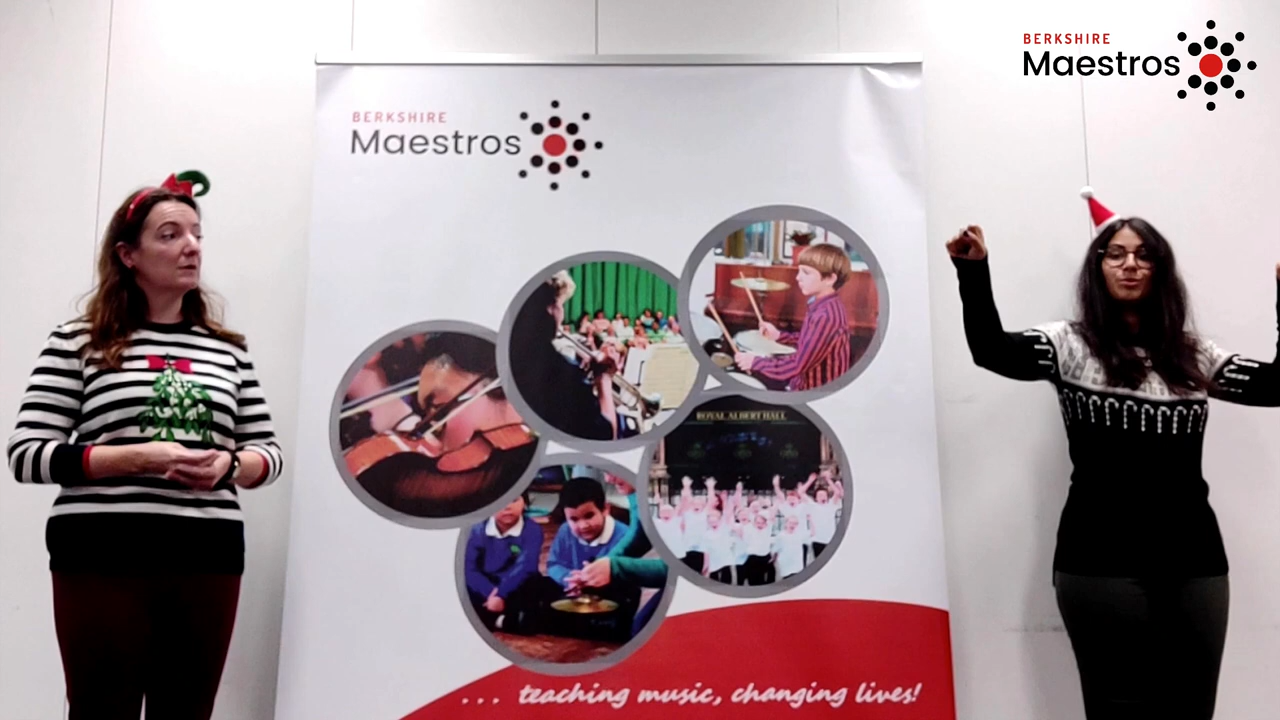 BERKSHIRE
Maestros
BERKSHIRE
Maestros
ROYAL ALBERT HALL
... teaching music, changing lives!